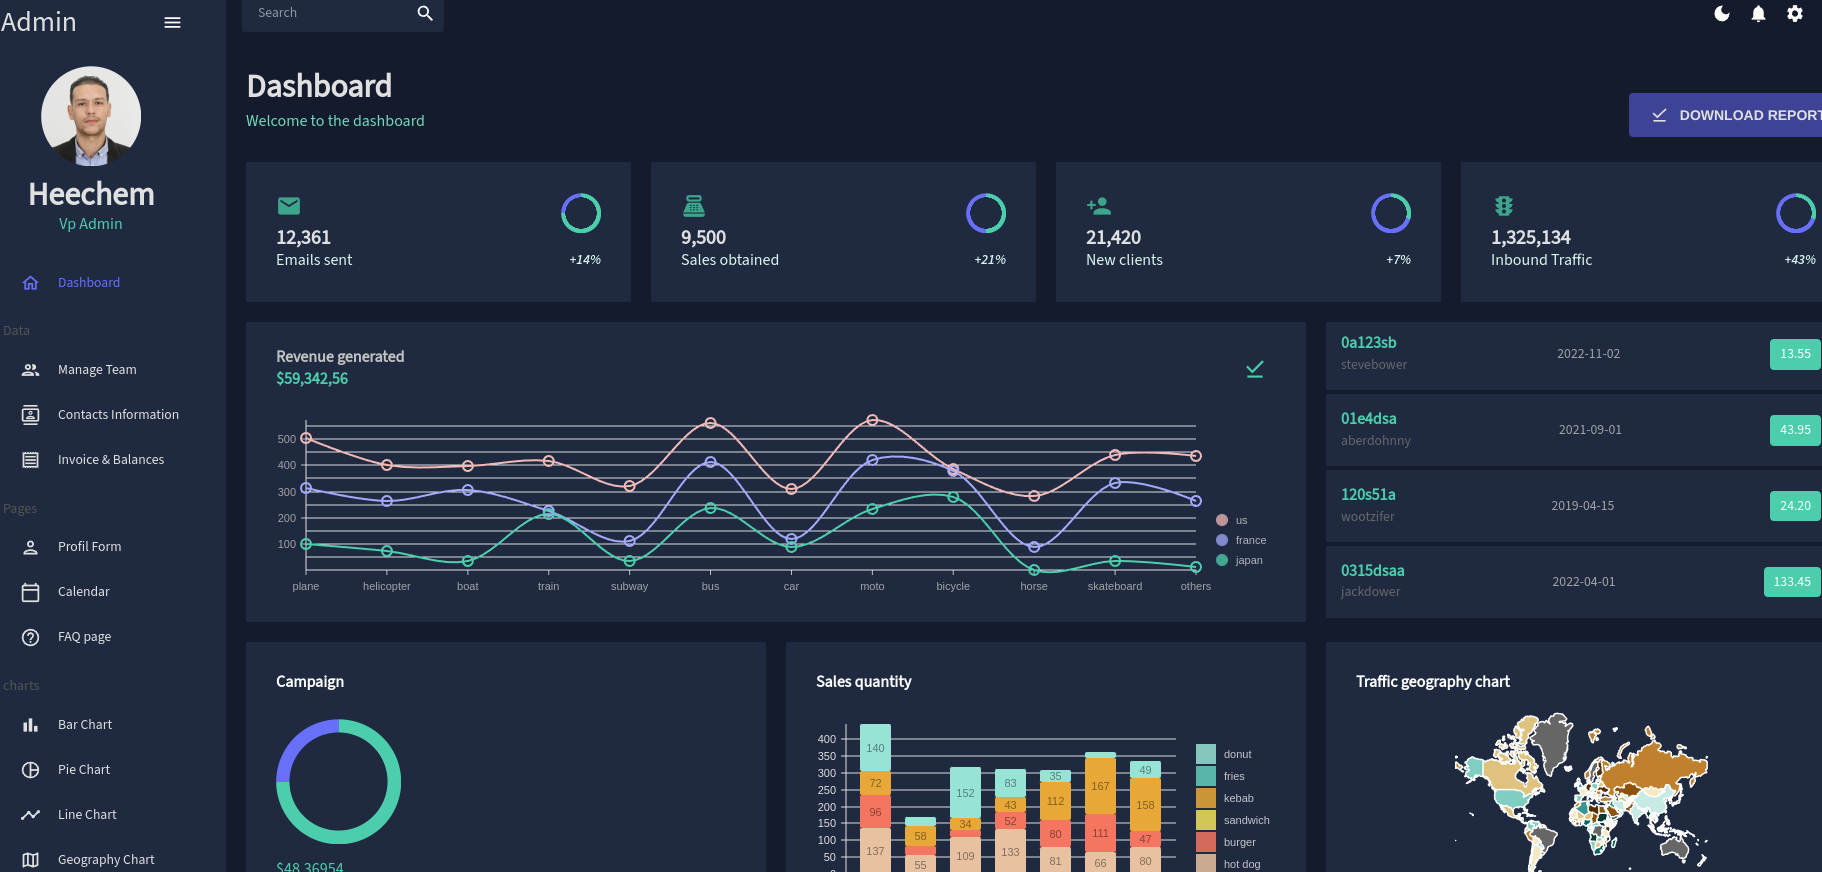 Admin
Search
Heechem
Vp Admin
Dashboard
Data
Manage Team
Contacts Information
Invoice & Balances
Pages
Profil Form
Calendar
FAQ page
charts
Bar Chart
Pie Chart
Line Chart
Geography Chart
Dashboard
Welcome to the dashboard
DOWNLOAD REPORT
12,361
Emails sent
+14%
9,500
Sales obtained
+21%
21,420
New clients
+7%
1,325,134
Inbound Traffic
+43%
Revenue generated
$59,342,56
500
400
300
200
100
plane helicopter boat train subway bus car moto bicycle horse skateboard others
us
france
japan
0a123sb
stevebower
2022-11-02
13.55
01e4dsa
aberdohnny
2021-09-01
43.95
120s51a
wootzifer
2019-04-15
24.20
0315dsaa
jackdower
2022-04-01
133.45
Campaign
$48,36954
Sales quantity
400
350
300
250
200
150
100
50
140
72
96
137
58
55
152
34
109
83
43
52
133
35
112
80
81
167
111
66
49
158
47
80
donut
fries
kebab
sandwich
burger
hot dog
Traffic geography chart